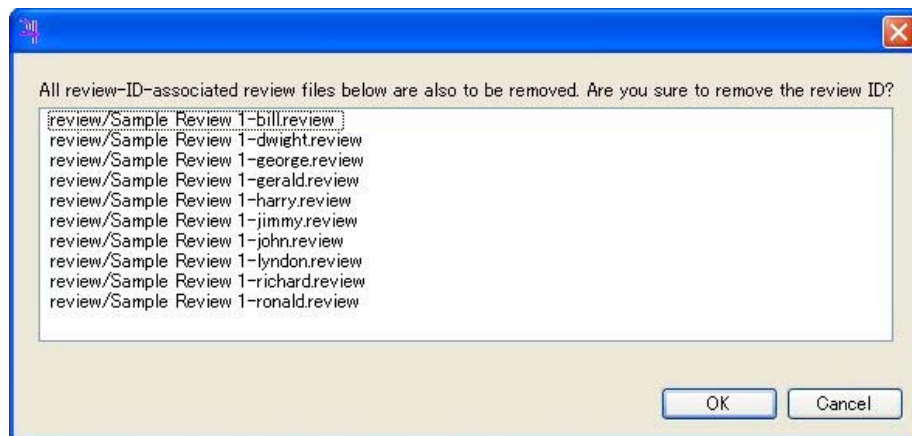 All review-ID-associated review files below are also to be removed. Are you sure to remove the review ID?
review/Sample Review 1-bill.review
review/Sample Review 1-dwight.review
review/Sample Review 1-george.review
review/Sample Review 1-gerald.review
review/Sample Review 1-harry.review
review/Sample Review 1-jimmy.review
review/Sample Review 1-john.review
review/Sample Review 1-lyndon.review
review/Sample Review 1-richard.review
review/Sample Review 1-ronald.review
OK Cancel